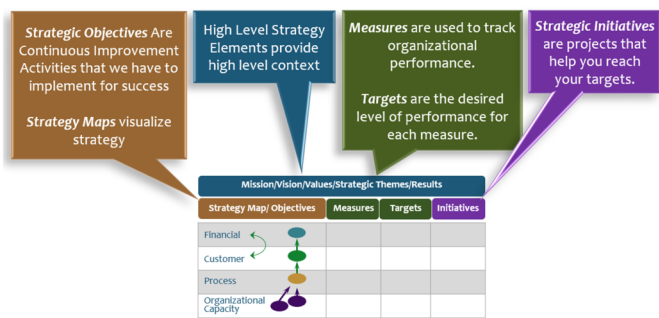 Strategic Objectives Are
Continuous Improvement
Activities that we have to
implement for success
Strategy Maps visualize
strategy
High Level Strategy
Elements provide
high level context
Measures are used to track
organizational
performance.
Targets are the desired
level of performance for
each measure.
Strategic Initiatives
are projects that
help you reach
your targets.
Mission/Vision/Values/Strategic Themes/Results
Strategy Map/ Objectives
Measures
Targets
Initiatives
Financial
Customer
Process
Organizational
Capacity